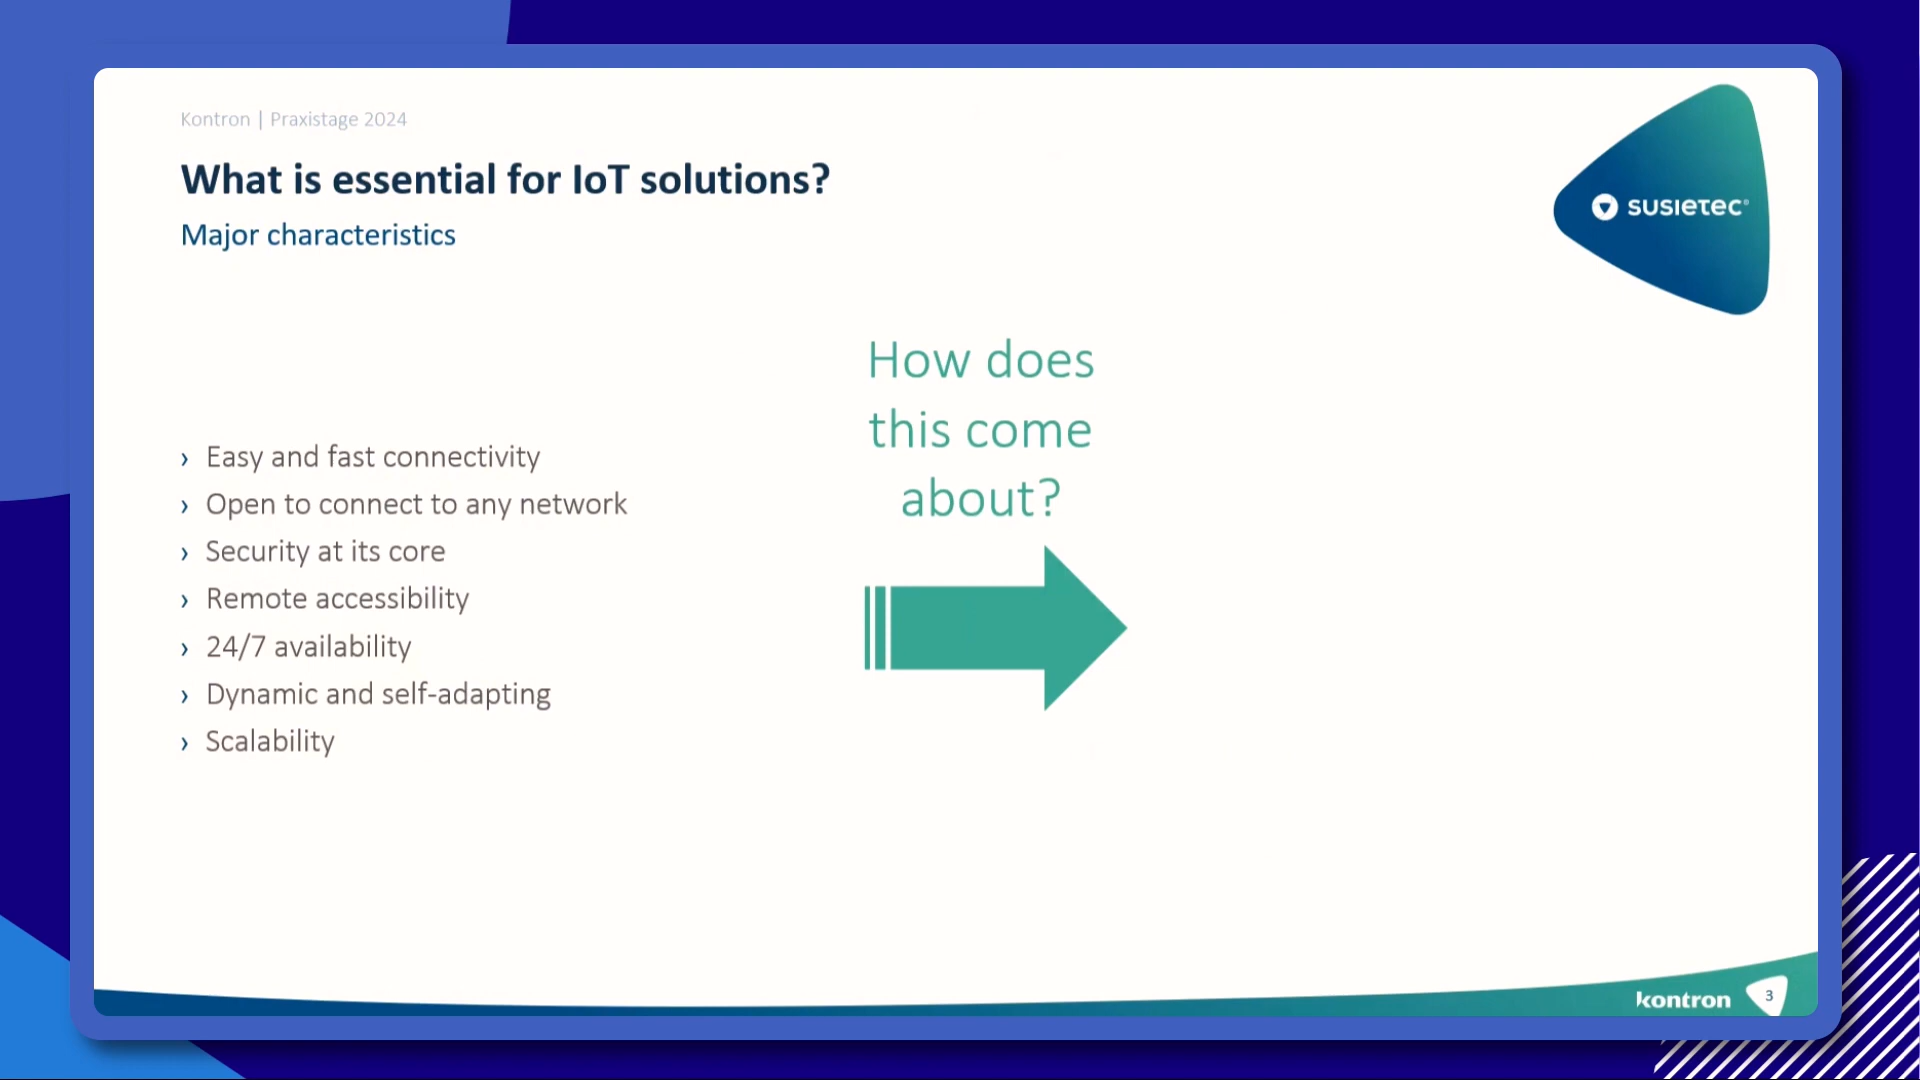 Kontron | Praxistage 2024
What is essential for IoT solutions?
Major characteristics
susietec®
How does
this come
about?
› Easy and fast connectivity
› Open to connect to any network
› Security at its core
› Remote accessibility
› 24/7 availability
› Dynamic and self-adapting
› Scalability
kontron
3